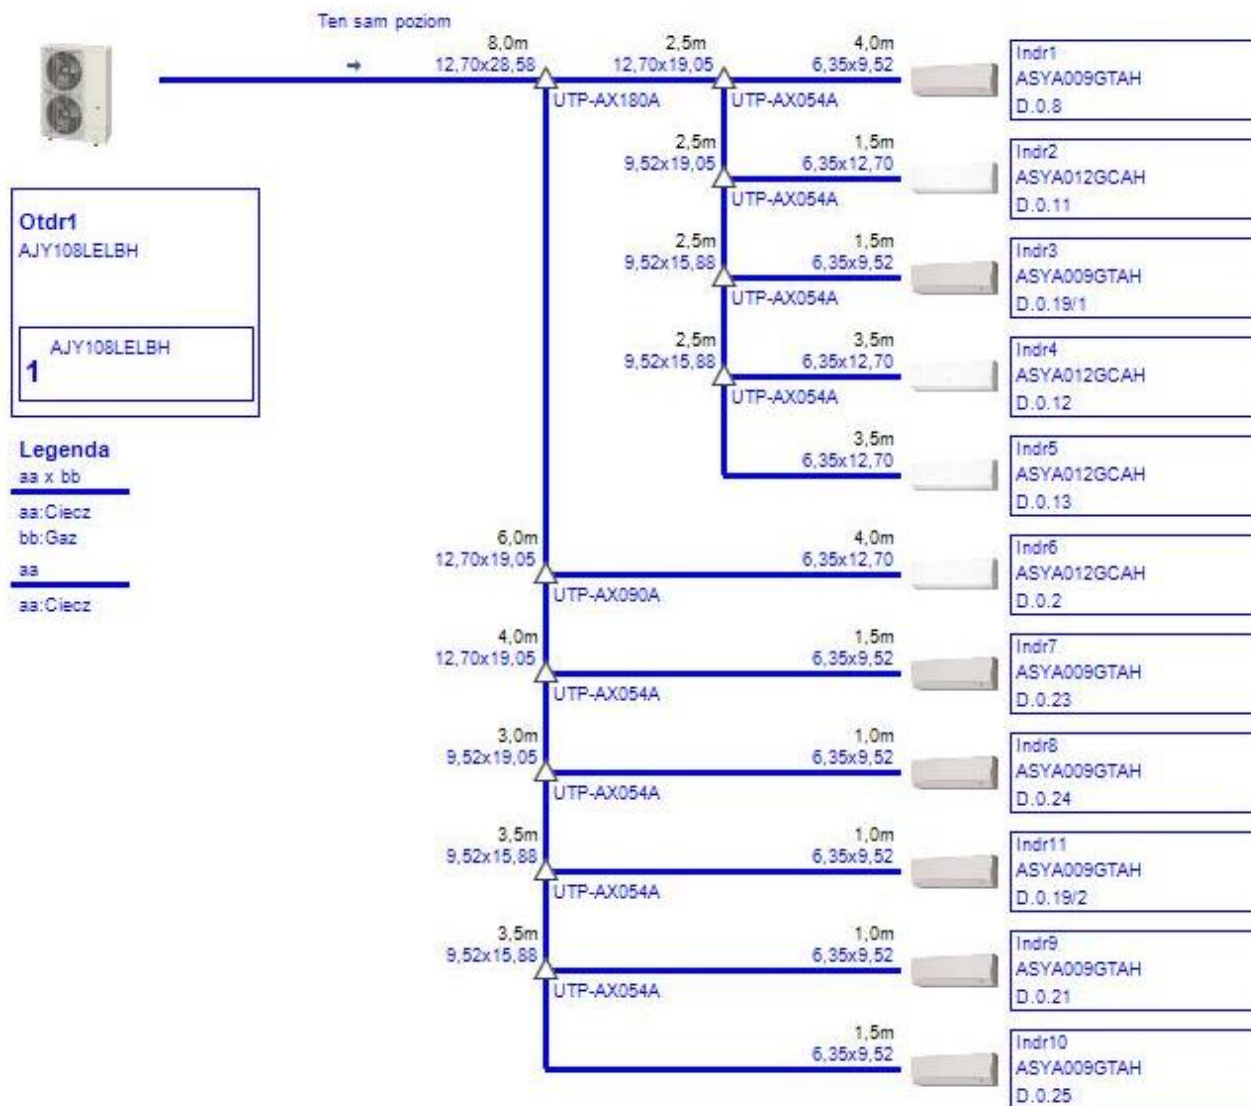 Ten sam poziom
8,0m
12,70x28,58
UTP-AX180A
2,5m
12,70x19,05
UTP-AX054A
4,0m
6,35x9,52
Indr1
ASYA009GTAH
D.0.8
2,5m
9,52x19,05
UTP-AX054A
1,5m
6,35x12,70
Indr2
ASYA012GCAH
D.0.11
Otdr1
AJY108LELBH
AJY108LELBH
1
2,5m
9,52x15,88
UTP-AX054A
1,5m
6,35x9,52
Indr3
ASYA009GTAH
D.0.19/1
2,5m
9,52x15,88
UTP-AX054A
3,5m
6,35x12,70
Indr4
ASYA012GCAH
D.0.12
Legenda
aa x bb
aa:Ciecz
bb:Gaz
aa
aa:Ciecz
3,5m
6,35x12,70
Indr5
ASYA012GCAH
D.0.13
6,0m
12,70x19,05
UTP-AX090A
4,0m
6,35x12,70
Indr6
ASYA012GCAH
D.0.2
4,0m
12,70x19,05
UTP-AX054A
1,5m
6,35x9,52
Indr7
ASYA009GTAH
D.0.23
3,0m
9,52x19,05
UTP-AX054A
1,0m
6,35x9,52
Indr8
ASYA009GTAH
D.0.24
3,5m
9,52x15,88
UTP-AX054A
1,0m
6,35x9,52
Indr11
ASYA009GTAH
D.0.19/2
3,5m
9,52x15,88
UTP-AX054A
1,0m
6,35x9,52
Indr9
ASYA009GTAH
D.0.21
1,5m
6,35x9,52
Indr10
ASYA009GTAH
D.0.25